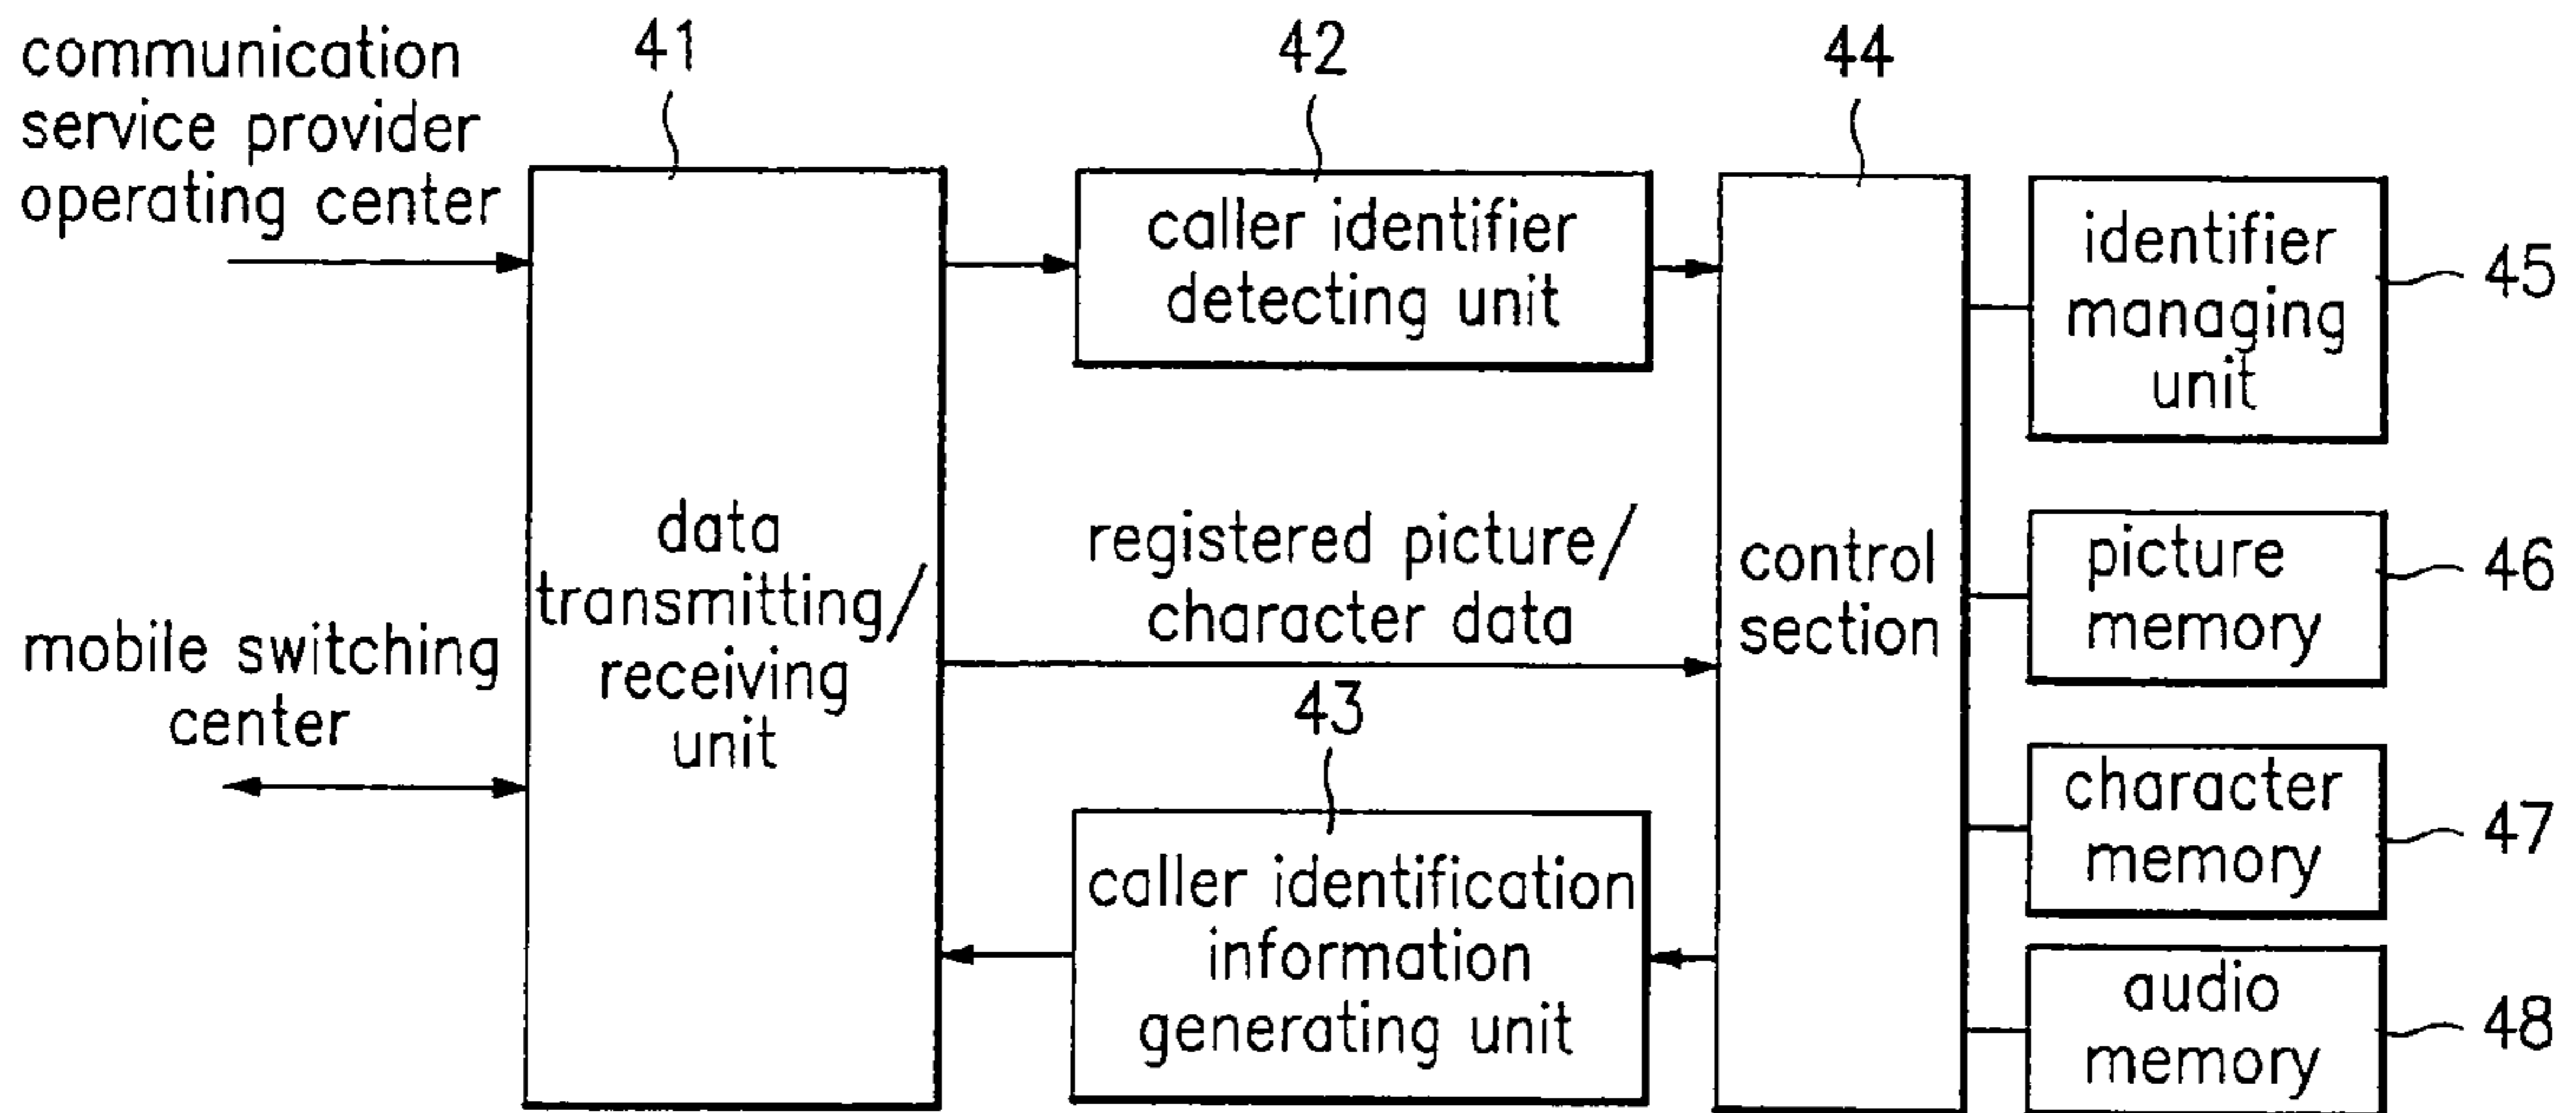 communication
service provider
operating center
41
42
44
caller identifier
detecting unit
identifier
managing
unit
45
data
transmitting/
receiving
unit
registered picture/
character data
control
section
picture
memory
46
mobile switching
center
43
caller identification
information
generating unit
character
memory
47
audio
memory
48